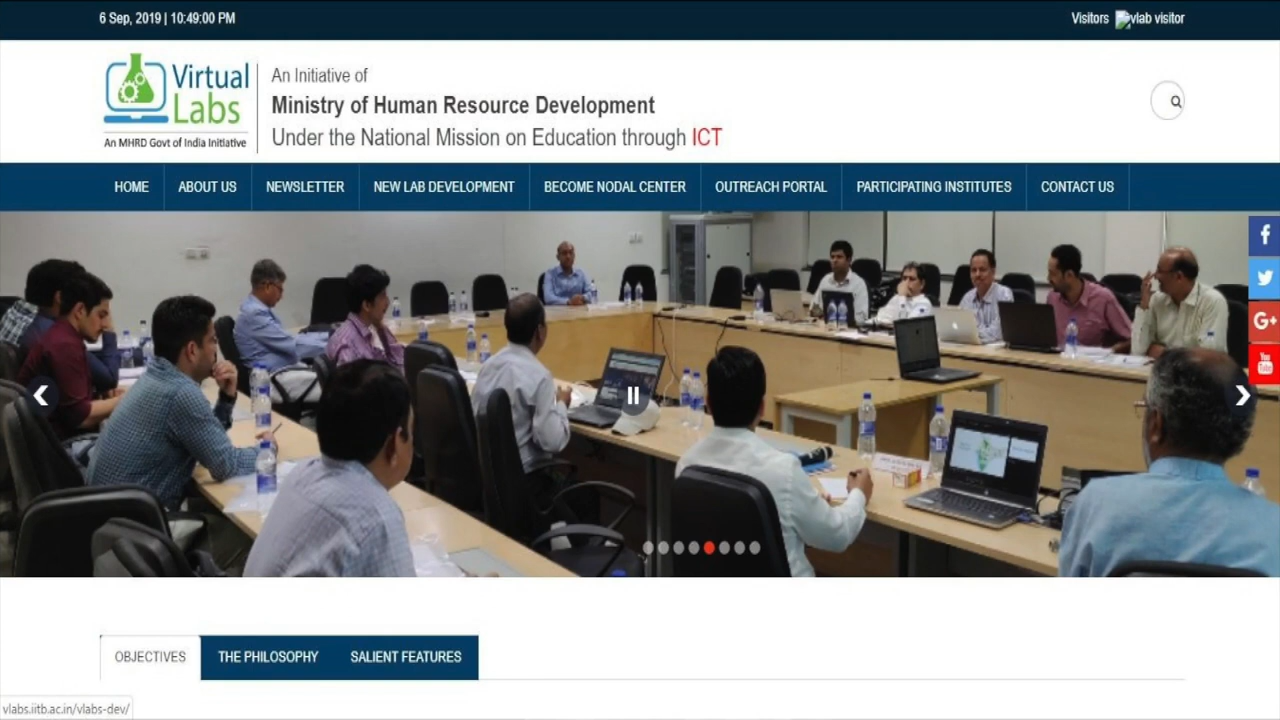 6 Sep, 2019 | 10:49:00 PM
Visitors vlab visitor
Virtual Labs
An MHRD Govt of India Initiative
An Initiative of
Ministry of Human Resource Development
Under the National Mission on Education through ICT
HOME ABOUT US NEWSLETTER NEW LAB DEVELOPMENT BECOME NODAL CENTER OUTREACH PORTAL PARTICIPATING INSTITUTES CONTACT US
f
G+
You Tube
OBJECTIVES THE PHILOSOPHY SALIENT FEATURES
vlabs.iitb.ac.in/vlabs-dev/